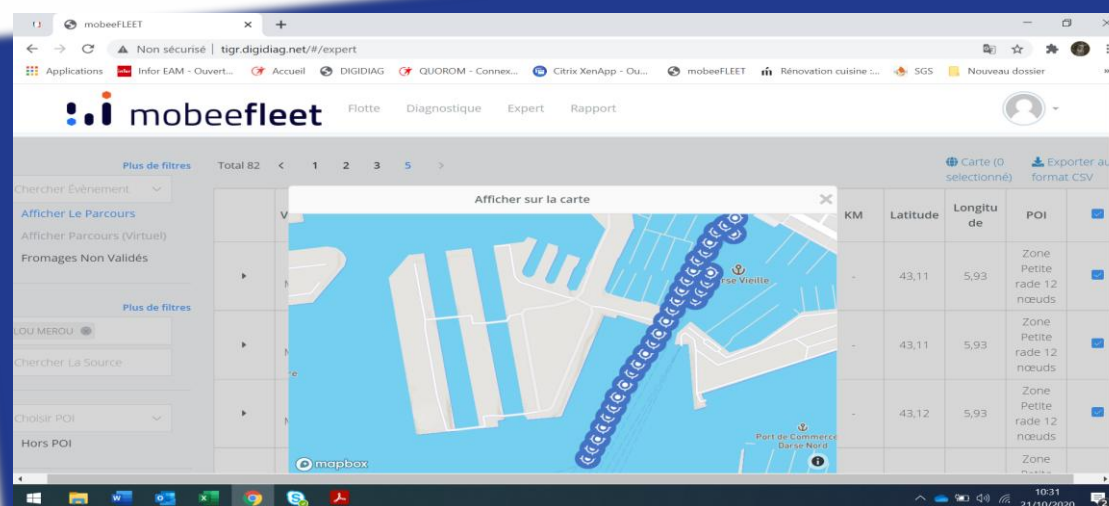 mobeeFLEET
Non sécurisé | tigr.digidiag.net/#/expert
Applications Infor EAM - Ouvert... Accueil DIGIDIAG QUOROM - Connex... Citrix XenApp - Ou... mobeeFLEET Rénovation cuisine :... SGS Nouveau dossier »
mobeefleet Flotte Diagnostique Expert Rapport
Plus de filtres Total 82 < 1 2 3 5 > Carte (0 Exporter au
selectionné) format CSV
Chercher Évènement
Afficher sur la carte
Afficher Le Parcours
KM Latitude Longitu POI
de
Afficher Parcours (Virtuel)
Fromages Non Validés
Plus de filtres
- 43,11 5,93 Zone
Petite
rade 12
nœuds
LOU MEROU
Chercher La Source
- 43,11 5,93 Zone
Petite
rade 12
nœuds
Choisir POI
Hors POI
- 43,12 5,93 Zone
Petite
rade 12
nœuds
Zone
rse Vieille
Port de Commerce
Darse Nord
mapbox
10:31
21/10/2020